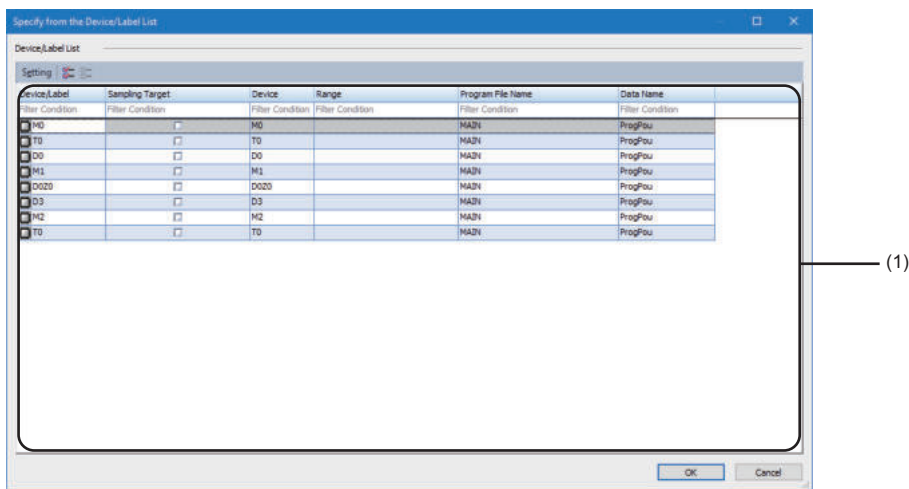 Specify from the Device/Label List
Device/Label List
Setting
Device/Label Sampling Target Device Range Program File Name Data Name
Filter Condition Filter Condition Filter Condition Filter Condition Filter Condition Filter Condition
M0 M0 MAIN ProgPou
T0 T0 MAIN ProgPou
D0 D0 MAIN ProgPou
M1 M1 MAIN ProgPou
D0Z0 D0Z0 MAIN ProgPou
D3 D3 MAIN ProgPou
M2 M2 MAIN ProgPou
T0 T0 MAIN ProgPou
(1)
OK Cancel